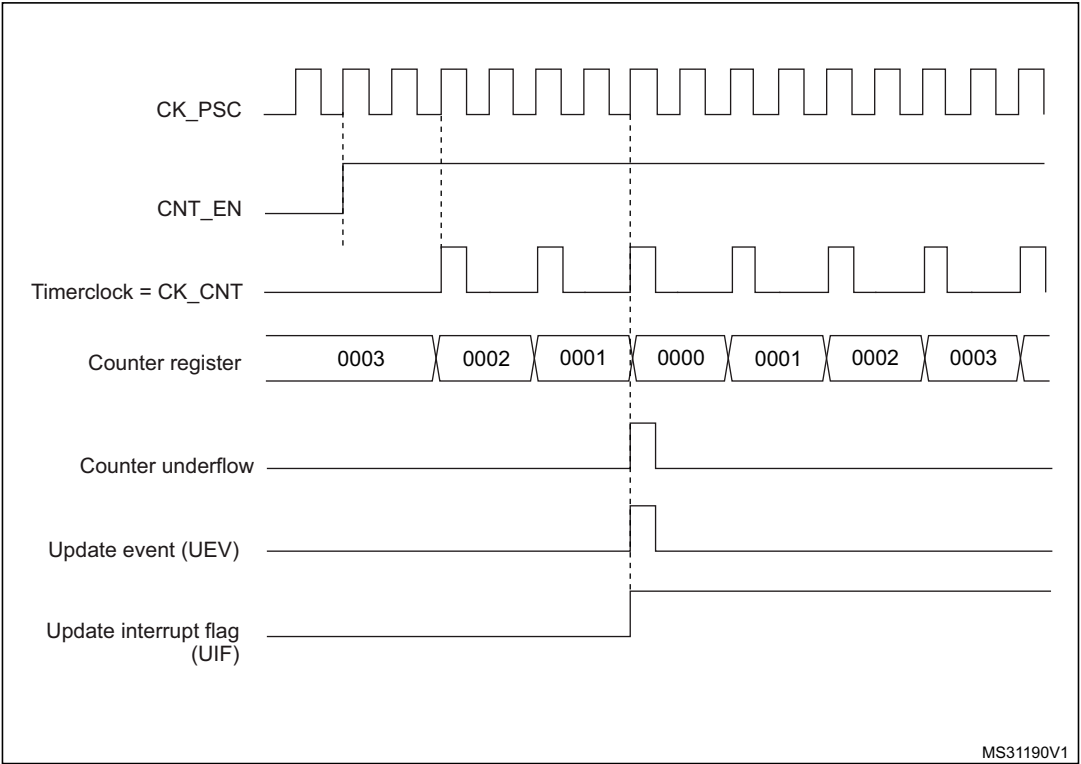 CK_PSC
CNT_EN
Timerclock = CK_CNT
Counter register 0003 0002 0001 0000 0001 0002 0003
Counter underflow
Update event (UEV)
Update interrupt flag
(UIF)
MS31190V1